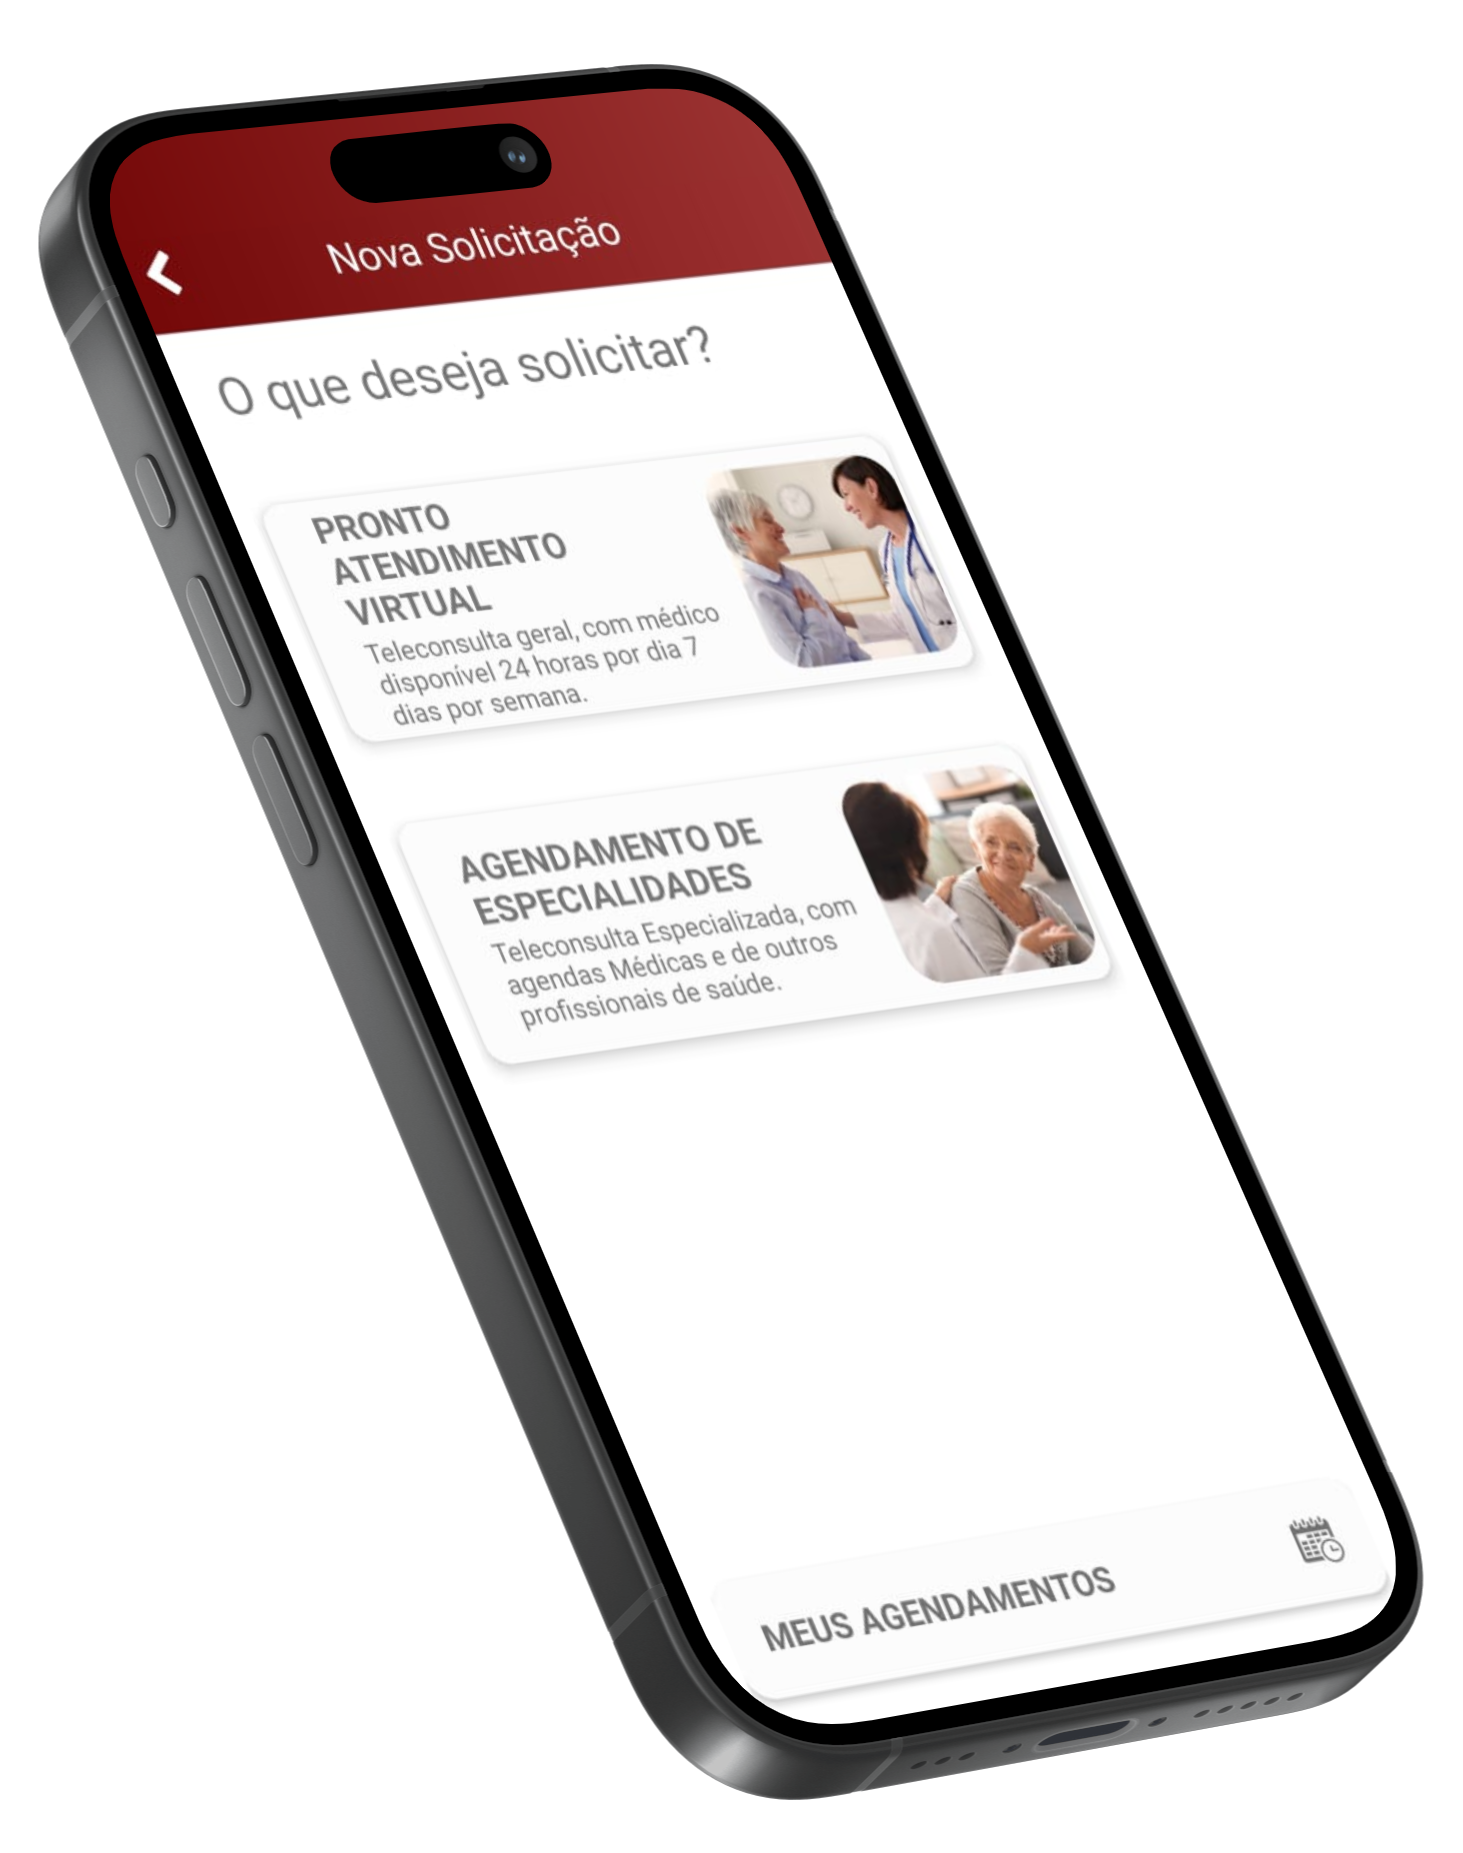 Nova Solicitação
O que deseja solicitar?
PRONTO
ATENDIMENTO
VIRTUAL
Teleconsulta geral, com médico
disponível 24 horas por dia 7
dias por semana.
AGENDAMENTO DE
ESPECIALIDADES
Teleconsulta Especializada, com
agendas Médicas e de outros
profissionais de saúde.
MEUS AGENDAMENTOS